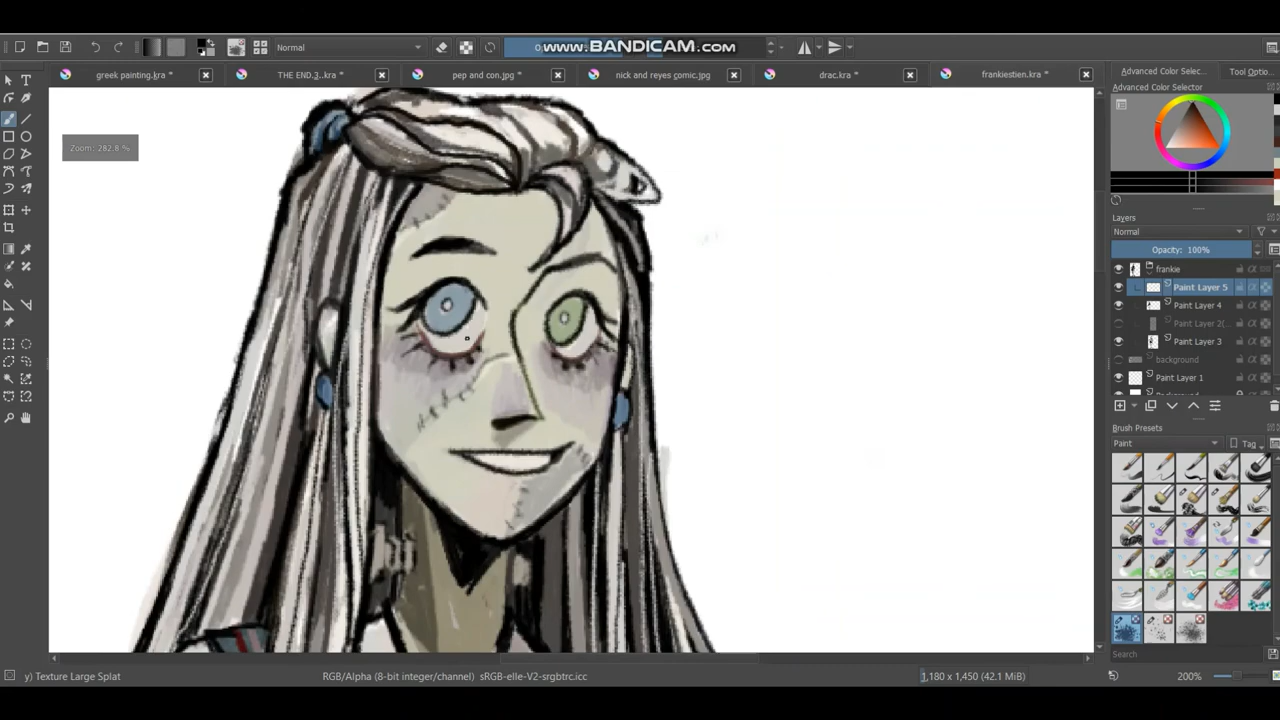 Normal
0
www.BANDICAM.com
greek painting.kra *
THE END.3..kra *
pep and con.jpg *
nick and reyes comic.jpg
drac.kra *
frankiestien.kra *
Advanced Color Selec...
Tool Optio...
Advanced Color Selector
Zoom: 282.8 %
Layers
Normal
Opacity: 100%
frankie
Paint Layer 5
Paint Layer 4
Paint Layer 2(...
Paint Layer 3
background
Paint Layer 1
Background
Brush Presets
Paint
Tag
Search
y) Texture Large Splat
RGB/Alpha (8-bit integer/channel) sRGB-elle-V2-srgbtrc.icc
1,180 x 1,450 (42.1 MiB)
200%